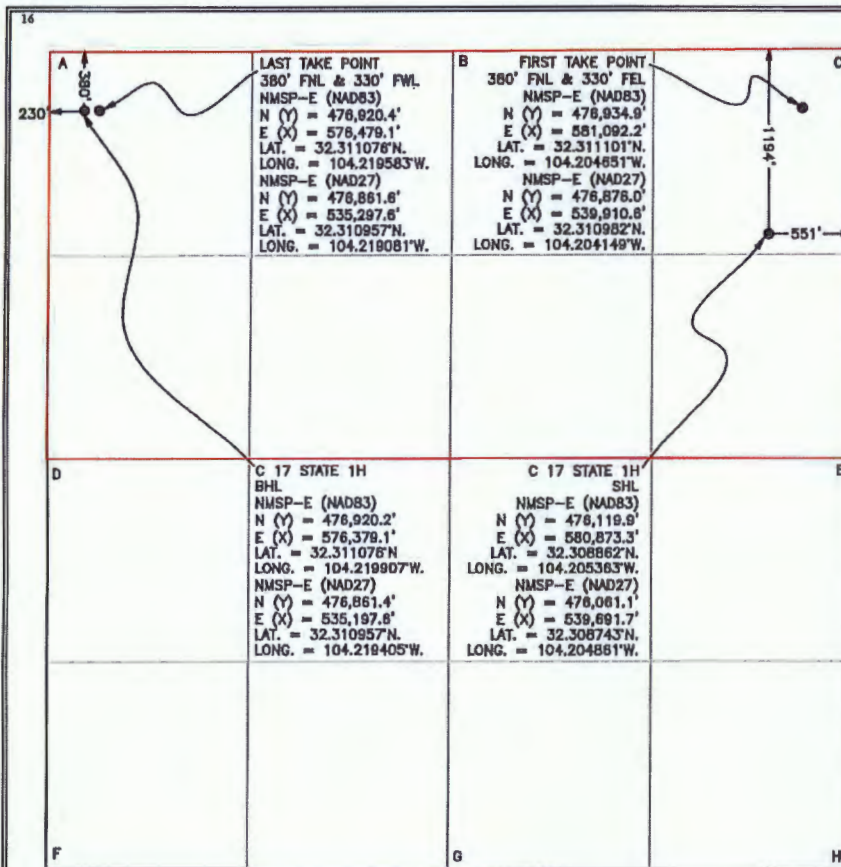 16
A
LAST TAKE POINT
380' FNL & 330' FWL
NMSP-E (NAD83)
N (Y) = 476,920.4'
E (X) = 576,479.1'
LAT. = 32.311076°N.
LONG. = 104.219583°W.
NMSP-E (NAD27)
N (Y) = 476,861.6'
E (X) = 535,297.6'
LAT. = 32.310957°N.
LONG. = 104.219081°W.
380'
230'
B
FIRST TAKE POINT
380' FNL & 330' FEL
NMSP-E (NAD83)
N (Y) = 476,934.9'
E (X) = 581,092.2'
LAT. = 32.311101°N.
LONG. = 104.204651°W.
NMSP-E (NAD27)
N (Y) = 476,876.0'
E (X) = 539,910.6'
LAT. = 32.310982°N.
LONG. = 104.204149°W.
C
1194'
551'
D
C 17 STATE 1H
BHL
NMSP-E (NAD83)
N (Y) = 476,920.2'
E (X) = 576,379.1'
LAT. = 32.311076°N
LONG. = 104.219907°W.
NMSP-E (NAD27)
N (Y) = 476,861.4'
E (X) = 535,197.6'
LAT. = 32.310957°N.
LONG. = 104.219405°W.
C 17 STATE 1H
SHL
NMSP-E (NAD83)
N (Y) = 476,119.9'
E (X) = 580,873.3'
LAT. = 32.308862°N.
LONG. = 104.205363°W.
NMSP-E (NAD27)
N (Y) = 476,061.1'
E (X) = 539,691.7'
LAT. = 32.308743°N.
LONG. = 104.204861°W.
F
G
H